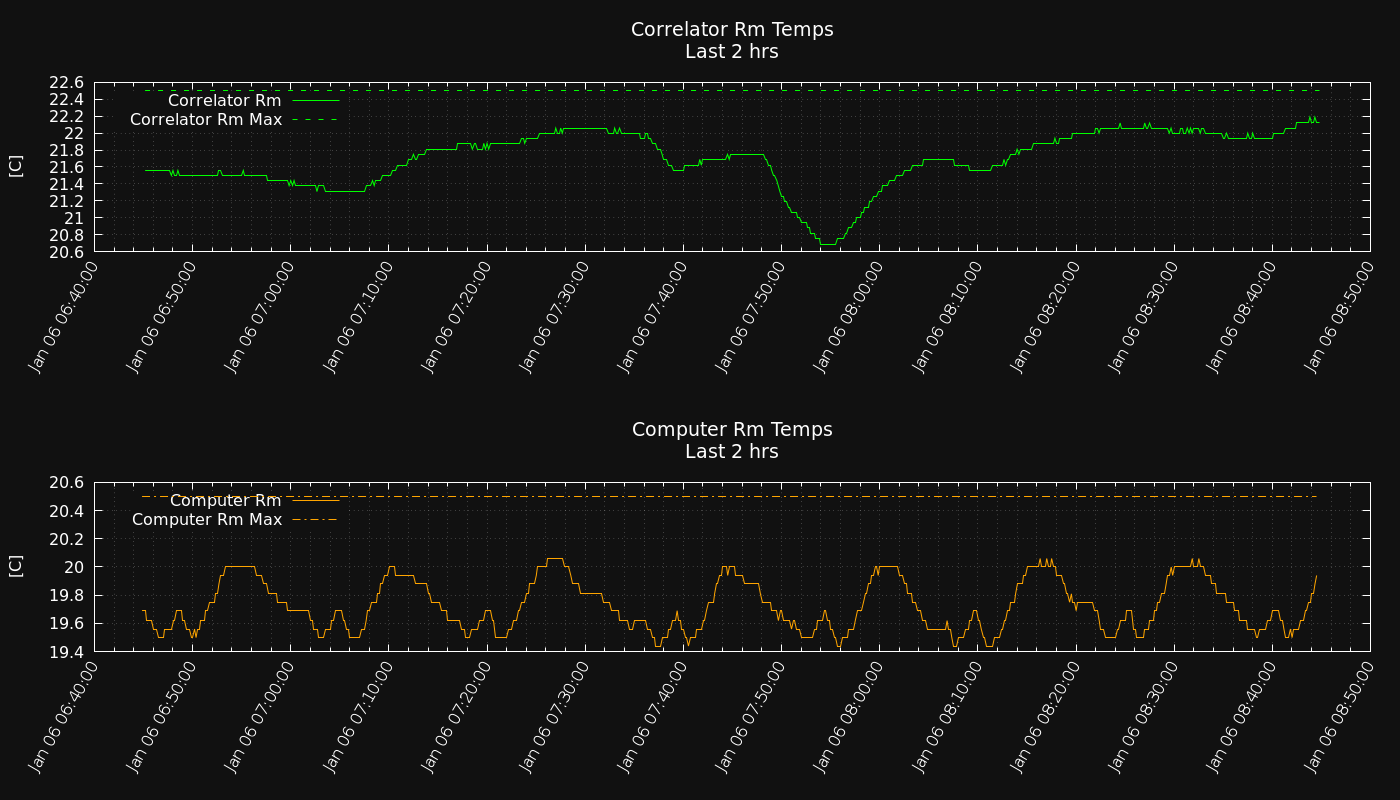 Correlator Rm Temps
Last 2 hrs
[C]
22.6
22.4
22.2
22
21.8
21.6
21.4
21.2
21
20.8
20.6
Correlator Rm
Correlator Rm Max
Jan 06 06:40:00
Jan 06 06:50:00
Jan 06 07:00:00
Jan 06 07:10:00
Jan 06 07:20:00
Jan 06 07:30:00
Jan 06 07:40:00
Jan 06 07:50:00
Jan 06 08:00:00
Jan 06 08:10:00
Jan 06 08:20:00
Jan 06 08:30:00
Jan 06 08:40:00
Jan 06 08:50:00
Computer Rm Temps
Last 2 hrs
[C]
20.6
20.4
20.2
20
19.8
19.6
19.4
Computer Rm
Computer Rm Max
Jan 06 06:40:00
Jan 06 06:50:00
Jan 06 07:00:00
Jan 06 07:10:00
Jan 06 07:20:00
Jan 06 07:30:00
Jan 06 07:40:00
Jan 06 07:50:00
Jan 06 08:00:00
Jan 06 08:10:00
Jan 06 08:20:00
Jan 06 08:30:00
Jan 06 08:40:00
Jan 06 08:50:00